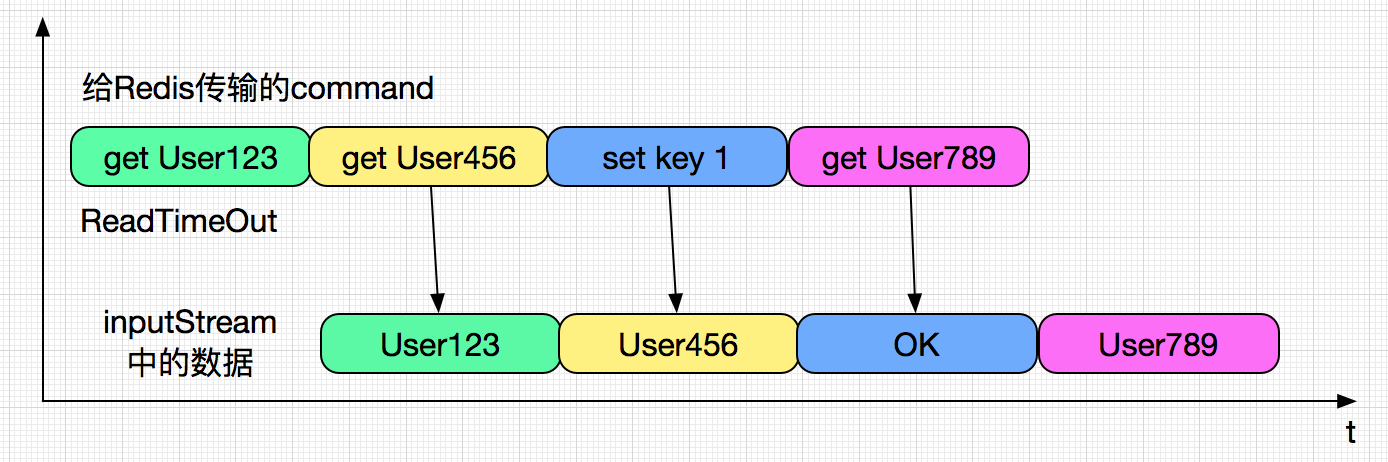 给Redis传输的command
get User123
get User456
set key 1
get User789
ReadTimeOut
inputStream
中的数据
User123
User456
OK
User789
t